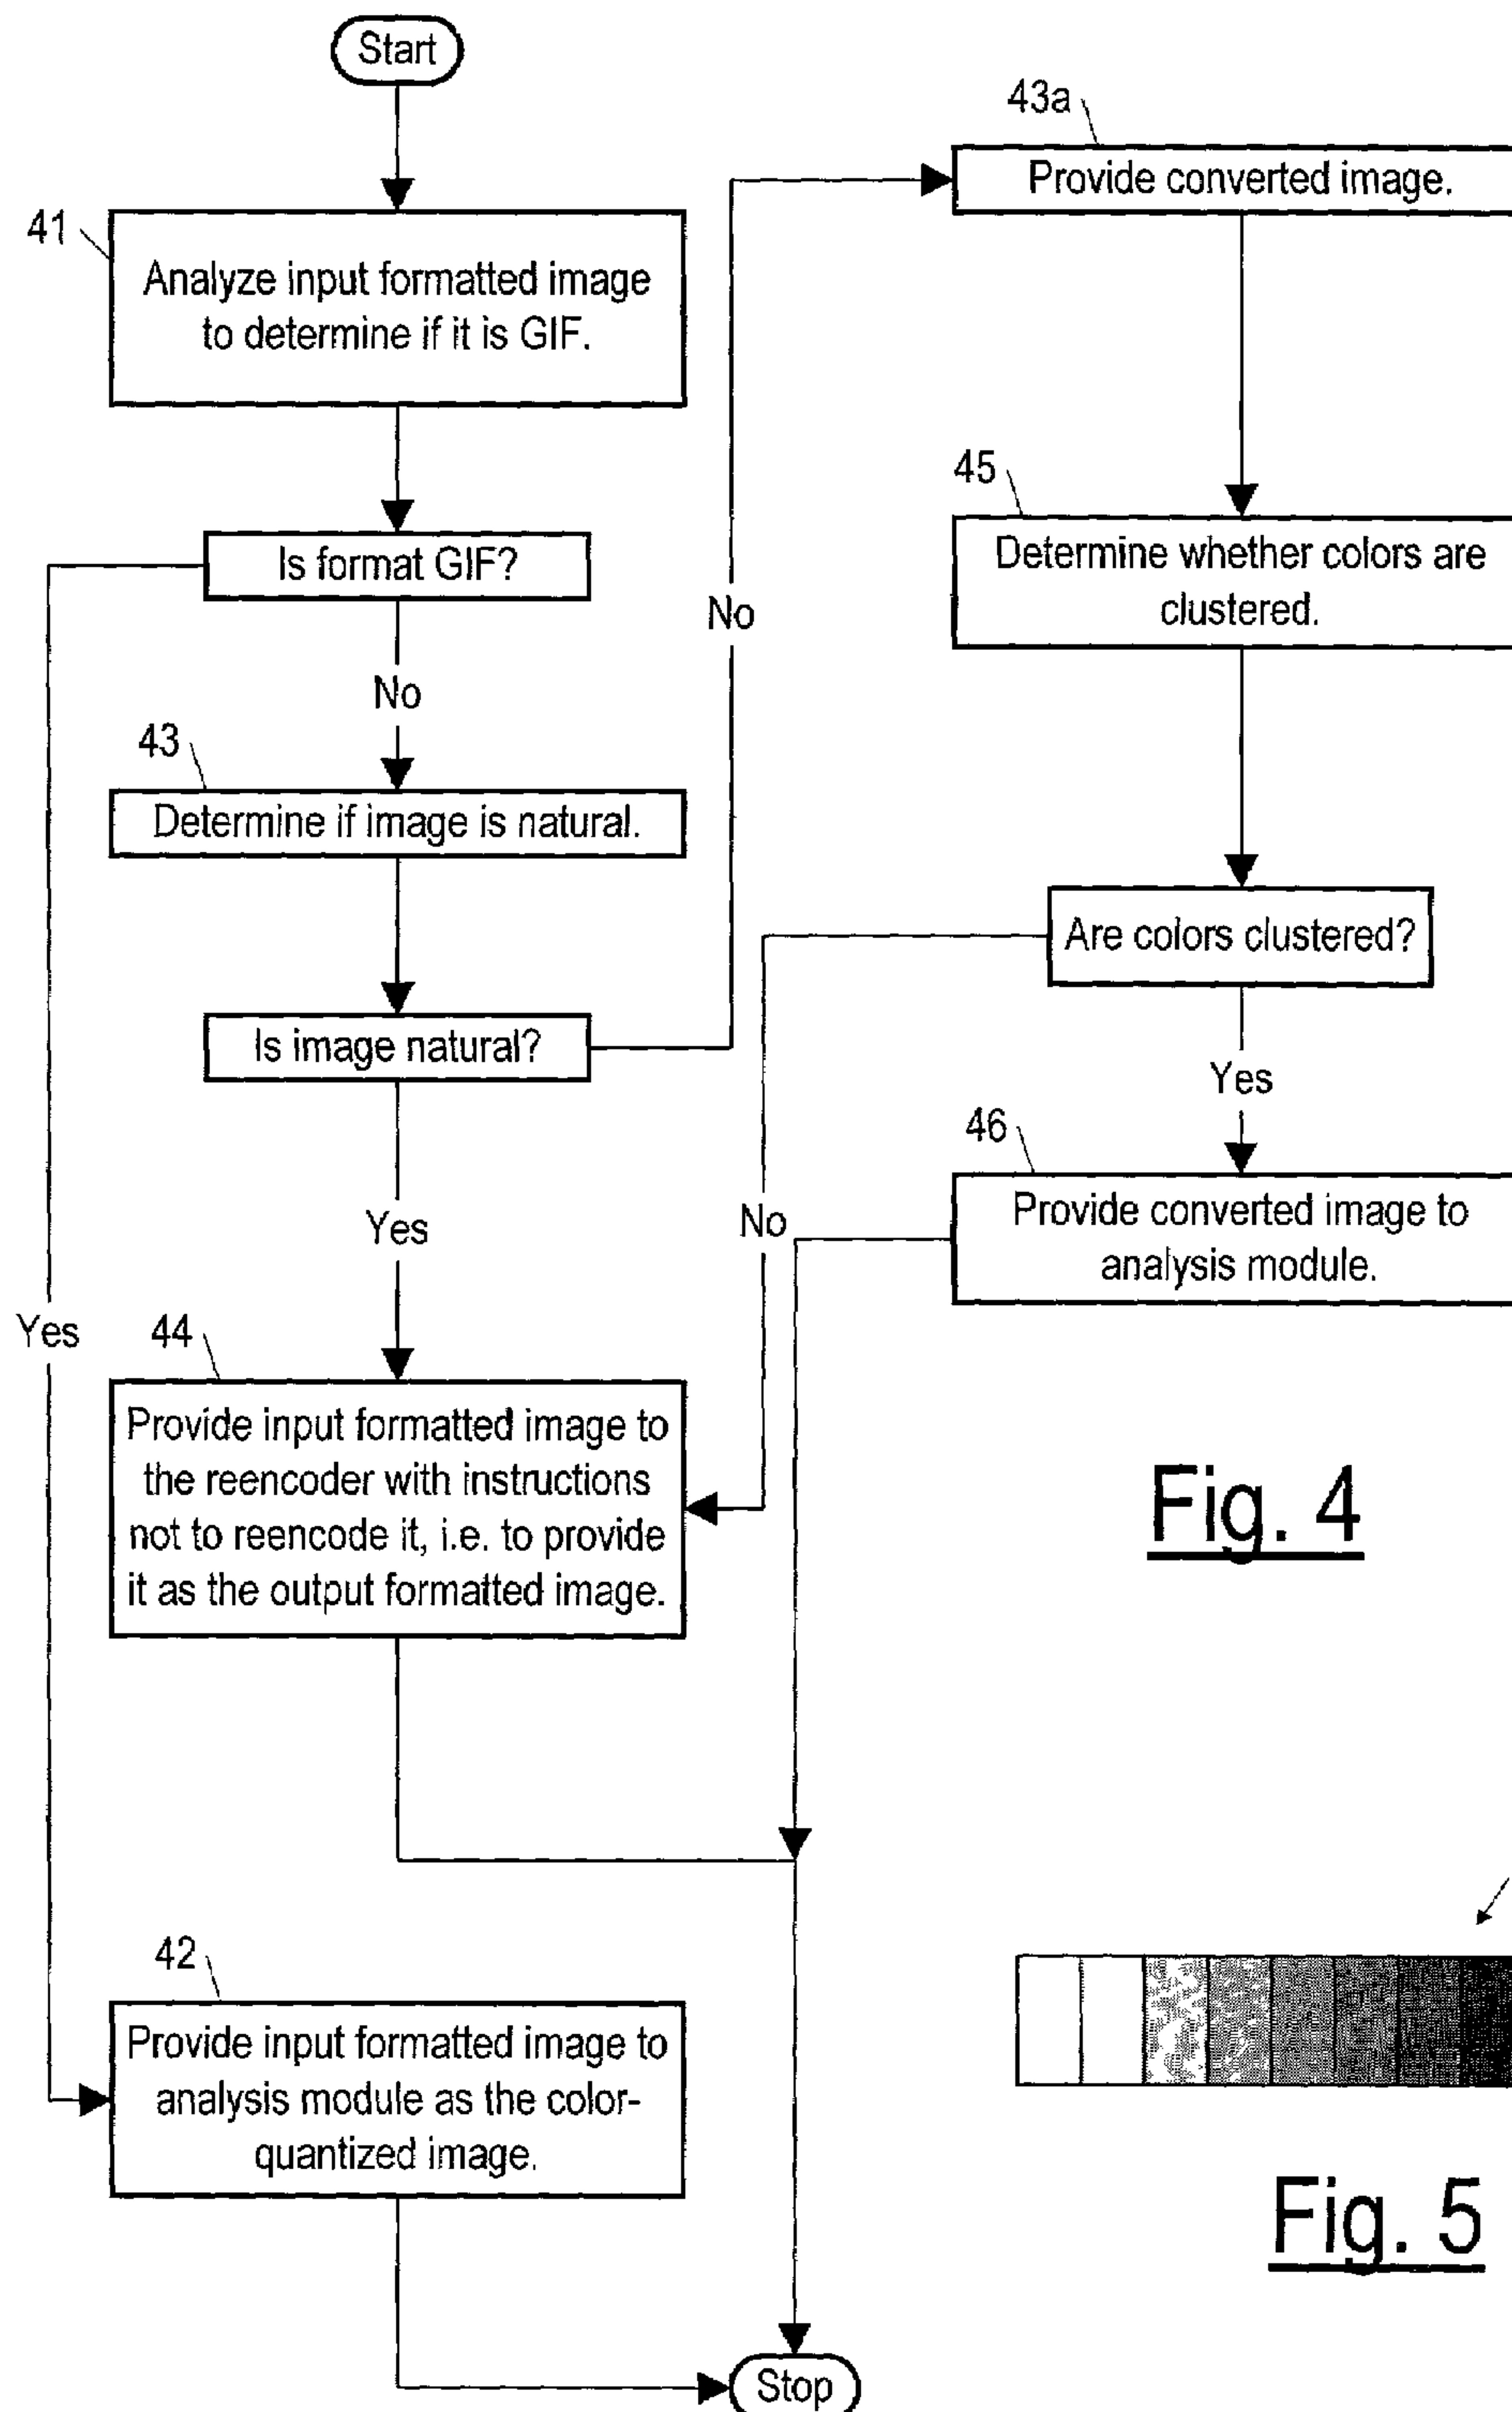 Start
41
Analyze input formatted image
to determine if it is GIF.
Is format GIF?
No
43
Determine if image is natural.
Is image natural?
Yes
Yes
44
Provide input formatted image to
the reencoder with instructions
not to reencode it, i.e. to provide
it as the output formatted image.
42
Provide input formatted image to
analysis module as the color-
quantized image.
No
43a
Provide converted image.
45
Determine whether colors are
clustered.
Are colors clustered?
Yes
No
46
Provide converted image to
analysis module.
Stop
Fig. 4
Fig. 5